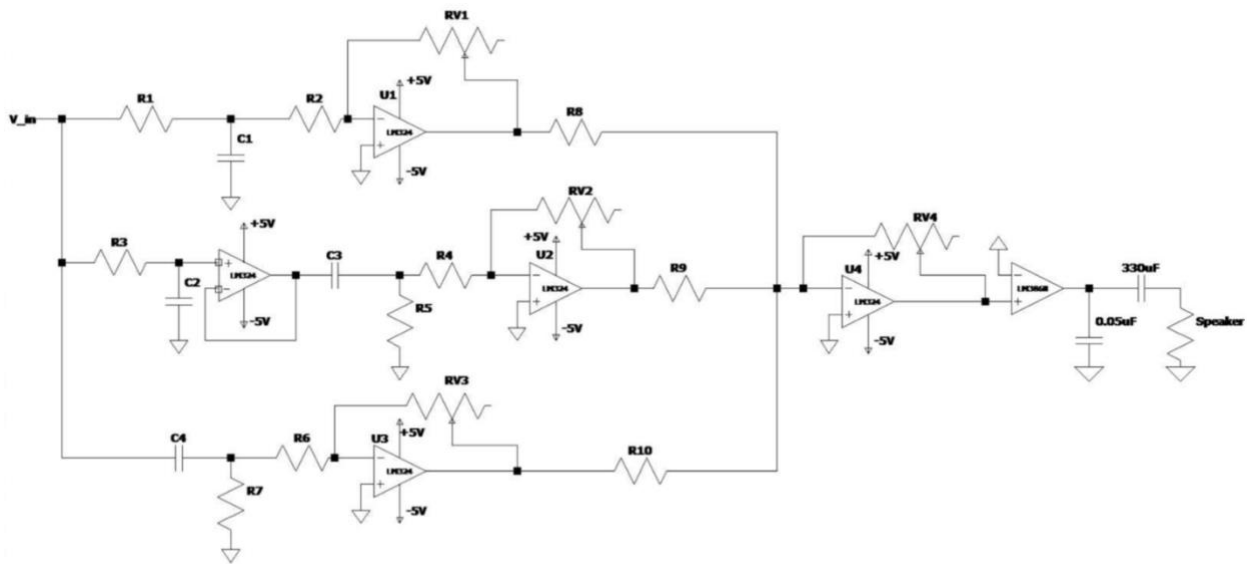 RV1
+5V
R1
R2
U1
R8
V_in
C1
LM324
-5V
RV2
+5V
R3
C3
R4
U2
R9
RV4
+5V
U4
C2
LM324
-5V
R5
LM324
-5V
LM324
-5V
330uF
0.05uF
Speaker
RV3
+5V
C4
R6
U3
R10
R7
LM324
-5V
+5V